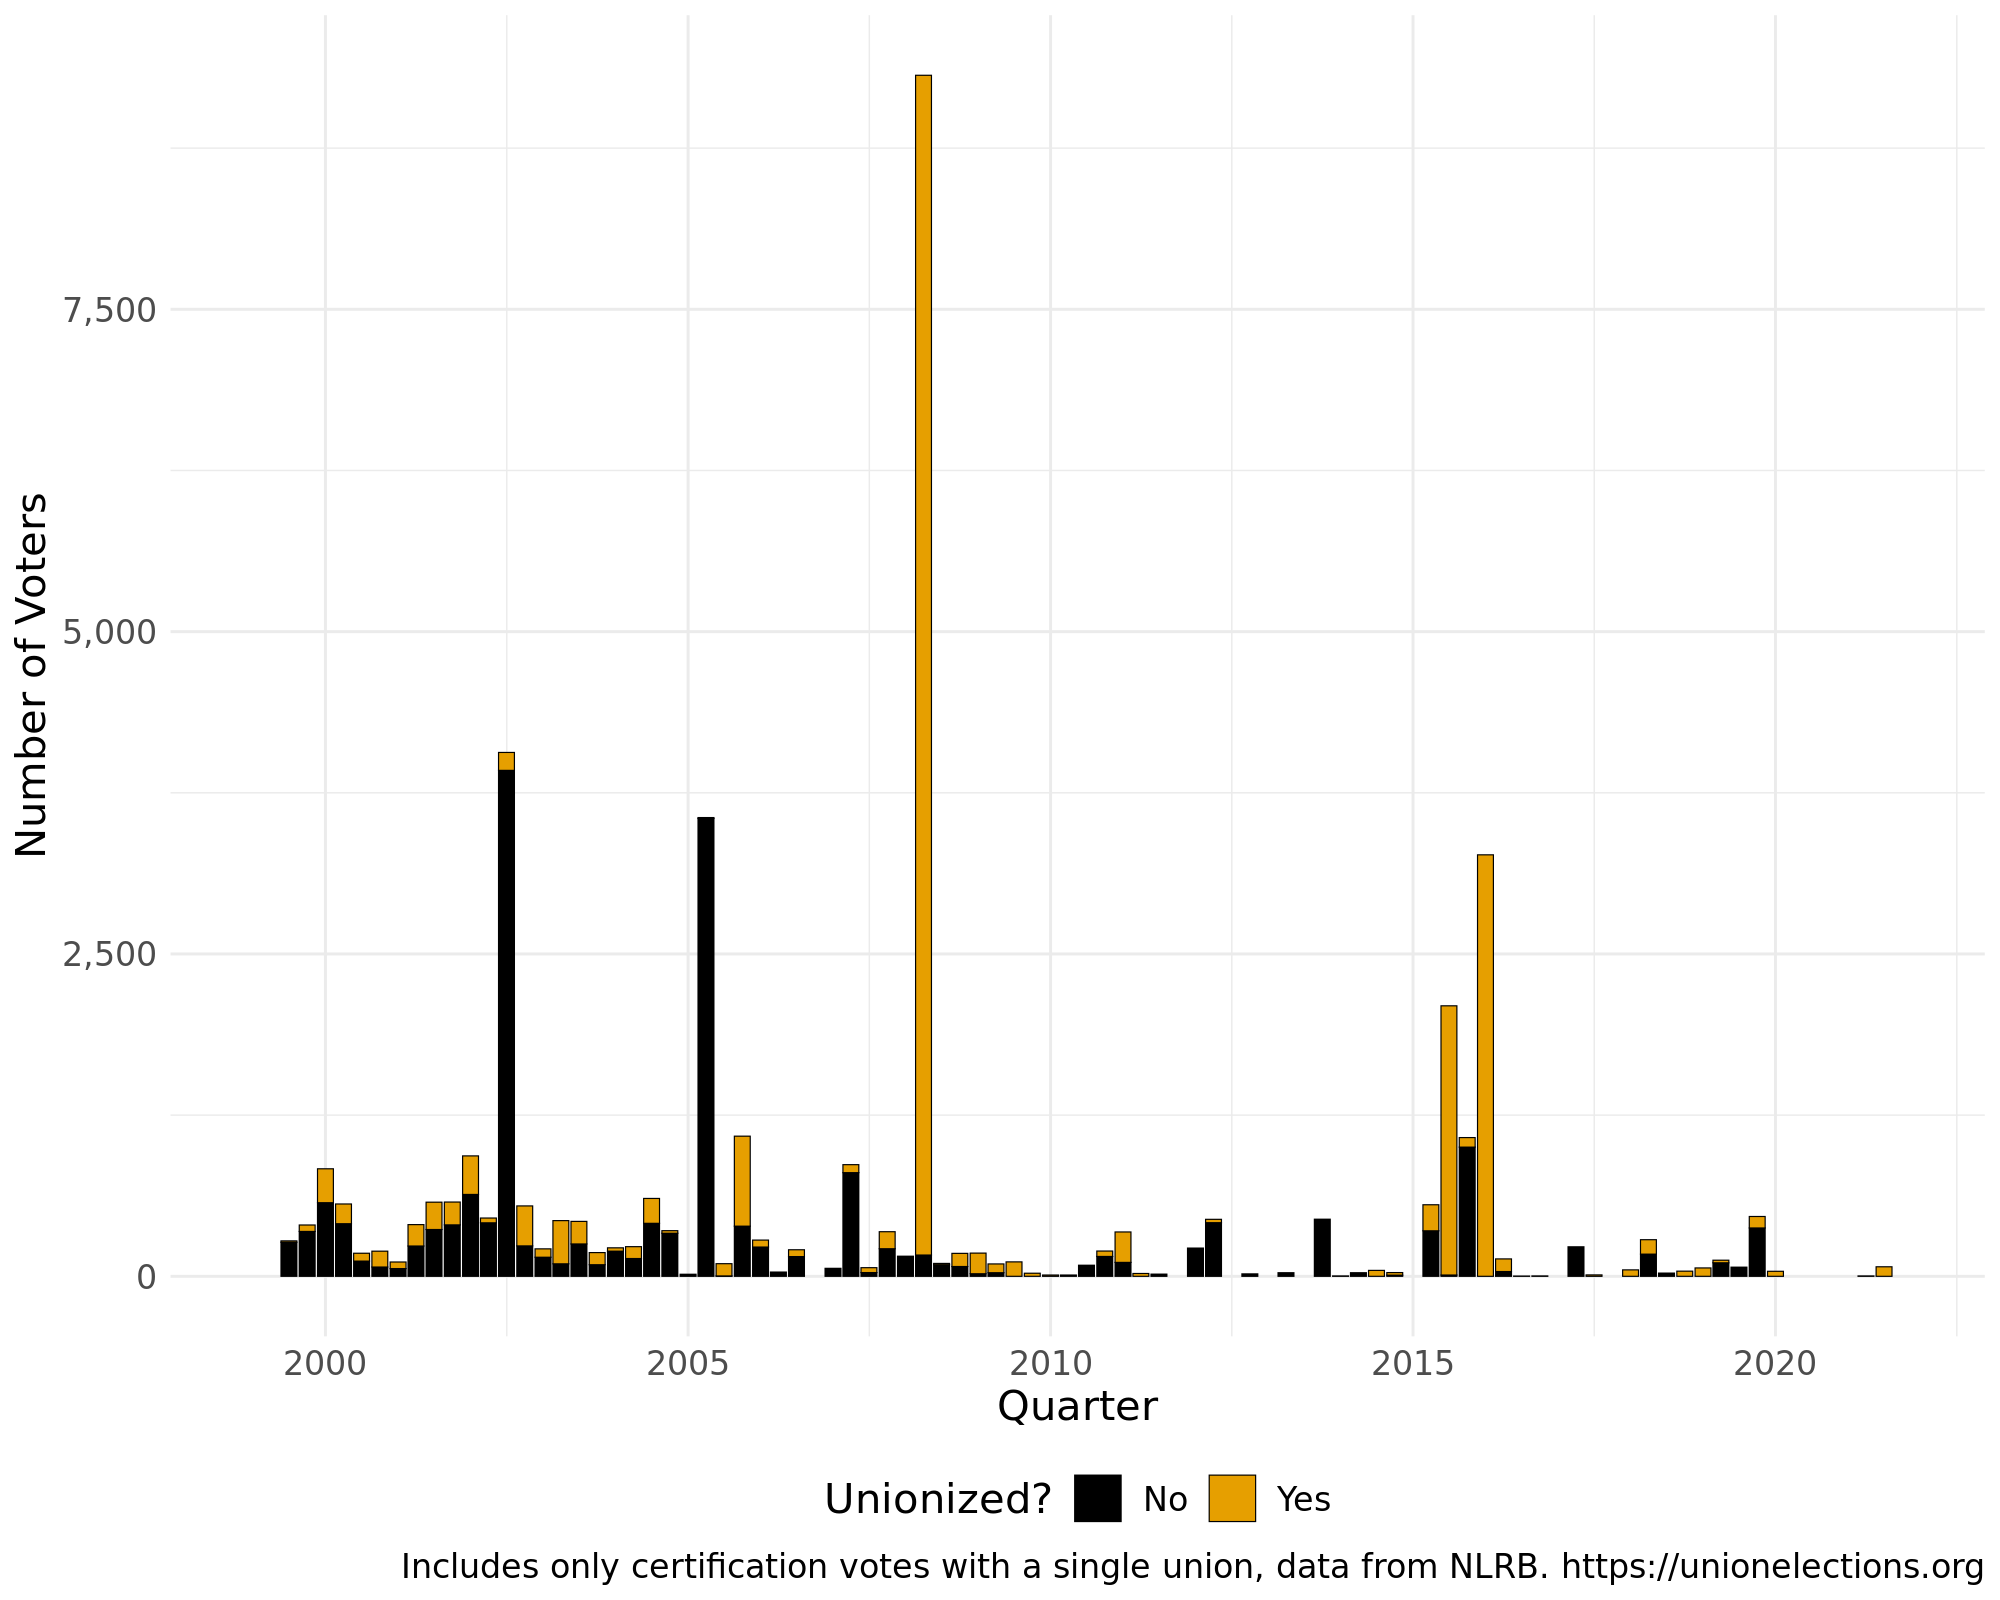 Number of Voters
7,500
5,000
2,500
0
2000 2005 2010 2015 2020
Quarter
Unionized? No Yes
Includes only certification votes with a single union, data from NLRB. https://unionelections.org